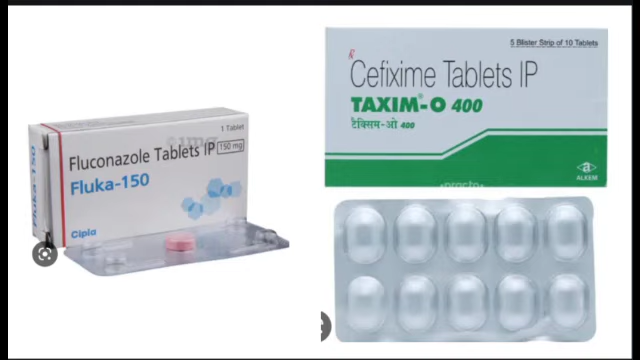 1 Tablet
Fluconazole Tablets IP 150 mg
Fluka-150
Cipla
Fluka-150
5 Blister Strip of 10 Tablets
Rx
Cefixime Tablets IP
TAXIM®-O 400
टैक्सिम-ओ 400
ALKEM